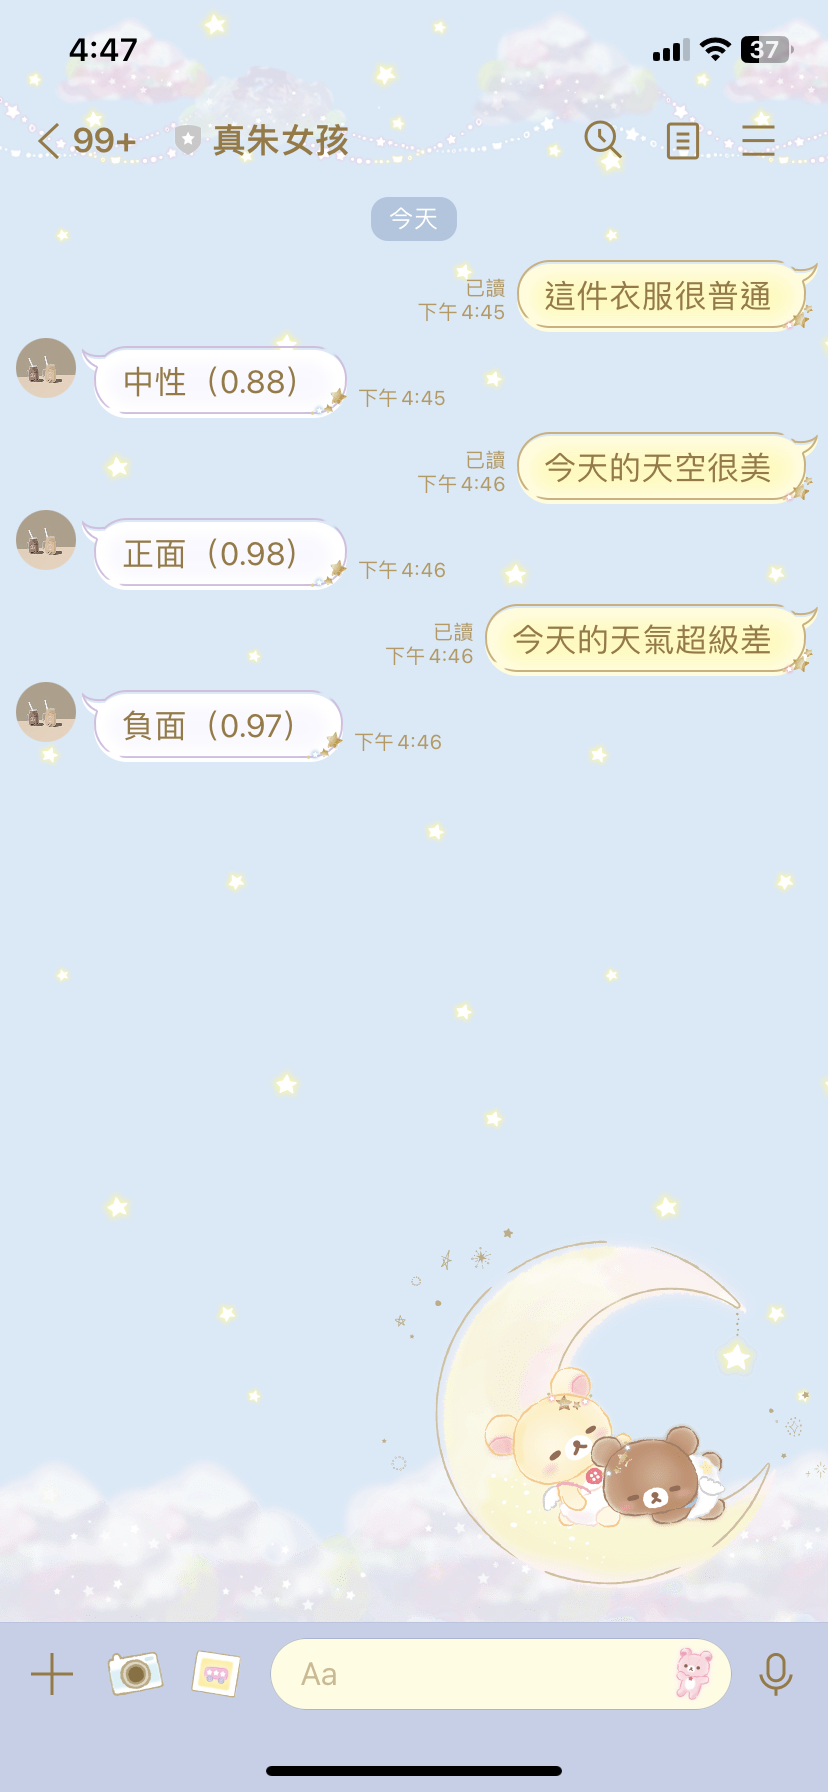 4:47
37
99+
真朱女孩
今天
已讀
下午 4:45
這件衣服很普通
中性（0.88）
下午 4:45
已讀
下午 4:46
今天的天空很美
正面（0.98）
下午 4:46
已讀
下午 4:46
今天的天氣超級差
負面（0.97）
下午 4:46
Aa